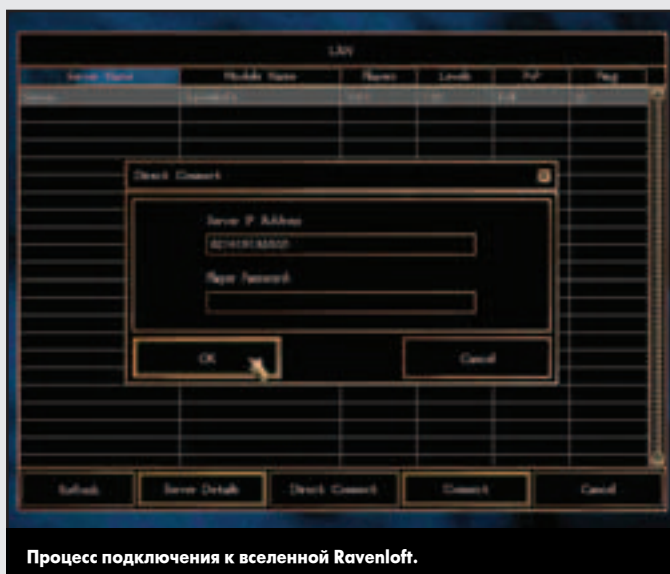 LAN
Server Name Module Name Players Levels PvP Ping
Direct Connect
Server IP Address
Player Password
OK Cancel
Refresh Server Details Direct Connect Connect Cancel
Процесс подключения к вселенной Ravenloft.